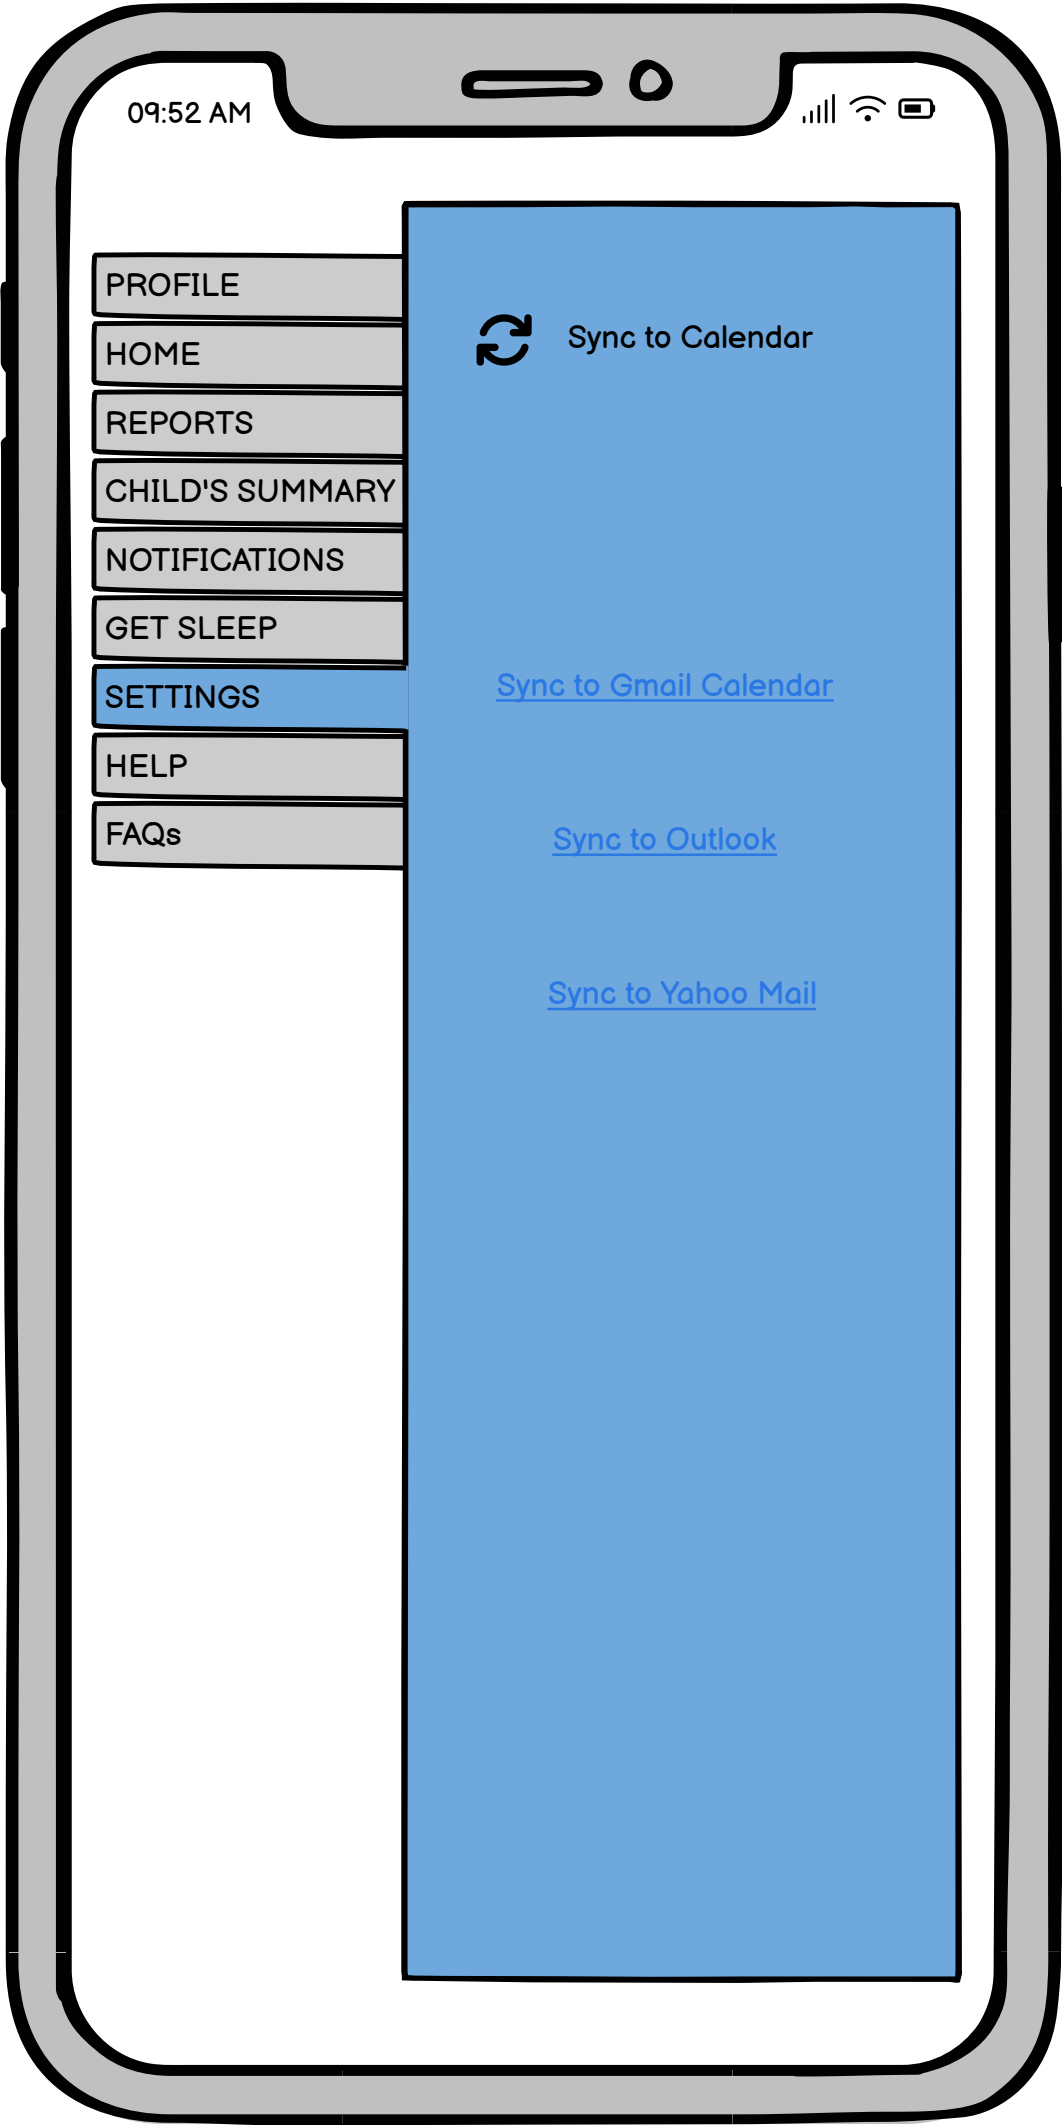 09:52 AM
PROFILE
HOME
REPORTS
CHILD'S SUMMARY
NOTIFICATIONS
GET SLEEP
SETTINGS
HELP
FAQs
Sync to Calendar
Sync to Gmail Calendar
Sync to Outlook
Sync to Yahoo Mail